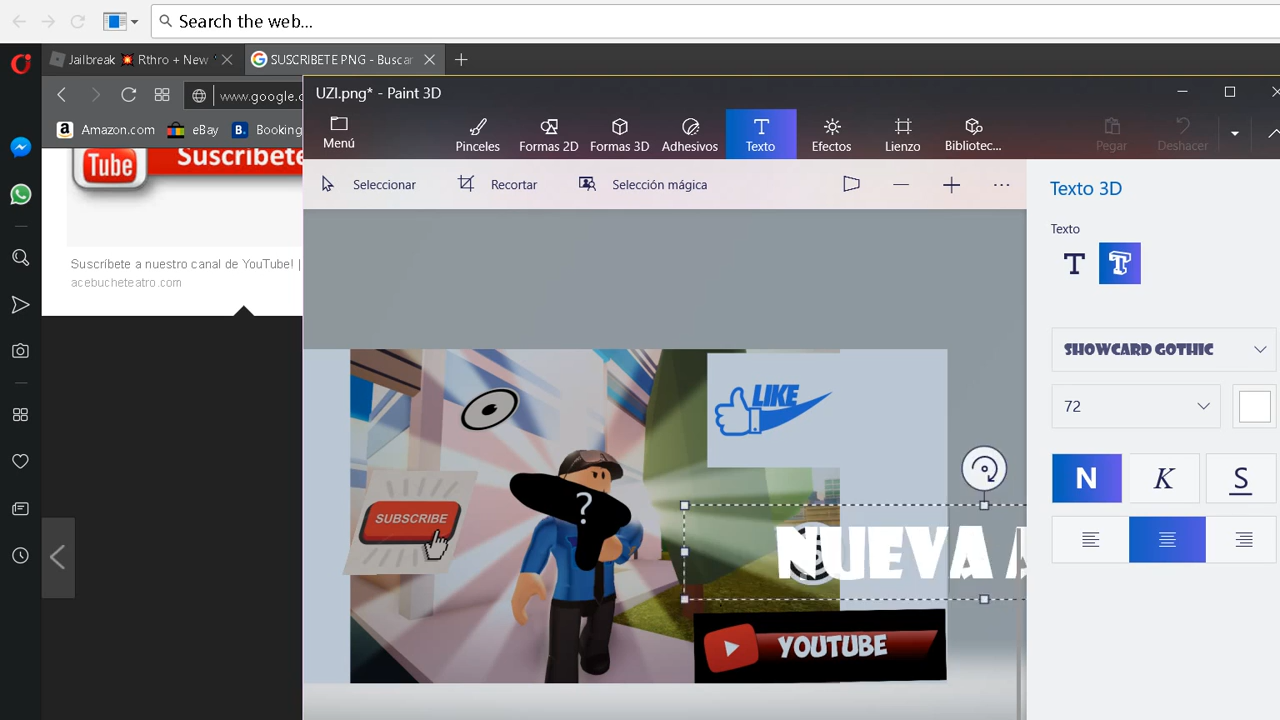 Search the web...
Jailbreak 💥 Rthro + New
SUSCRIBETE PNG - Buscar
www.google.c
Amazon.com
eBay
Booking
Tube
Suscribete
Suscríbete a nuestro canal de YouTube! |
acebucheteatro.com
UZI.png* - Paint 3D
Menú
Pinceles
Formas 2D
Formas 3D
Adhesivos
Texto
Efectos
Lienzo
Bibliotec...
Pegar
Deshacer
Seleccionar
Recortar
Selección mágica
Texto 3D
Texto
SHOWCARD GOTHIC
72
N K S
LIKE
SUBSCRIBE
?
NUEVA
YOUTUBE